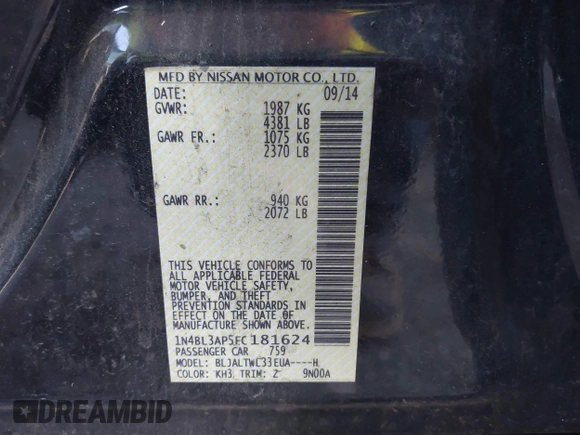 MFD BY NISSAN MOTOR CO., LTD.
DATE: 09/14
GVWR: 1987 KG
4381 LB
GAWR FR.: 1075 KG
2370 LB
GAWR RR.: 940 KG
2072 LB
THIS VEHICLE CONFORMS TO
ALL APPLICABLE FEDERAL
MOTOR VEHICLE SAFETY,
BUMPER, AND THEFT
PREVENTION STANDARDS IN
EFFECT ON THE DATE OF
MANUFACTURE SHOWN ABOVE.
1N4BL3AP5FC181624
PASSENGER CAR 759
MODEL: BLJALTWL33EUA----H
COLOR: KH3 TRIM: Z 9N00A
DREAMBID